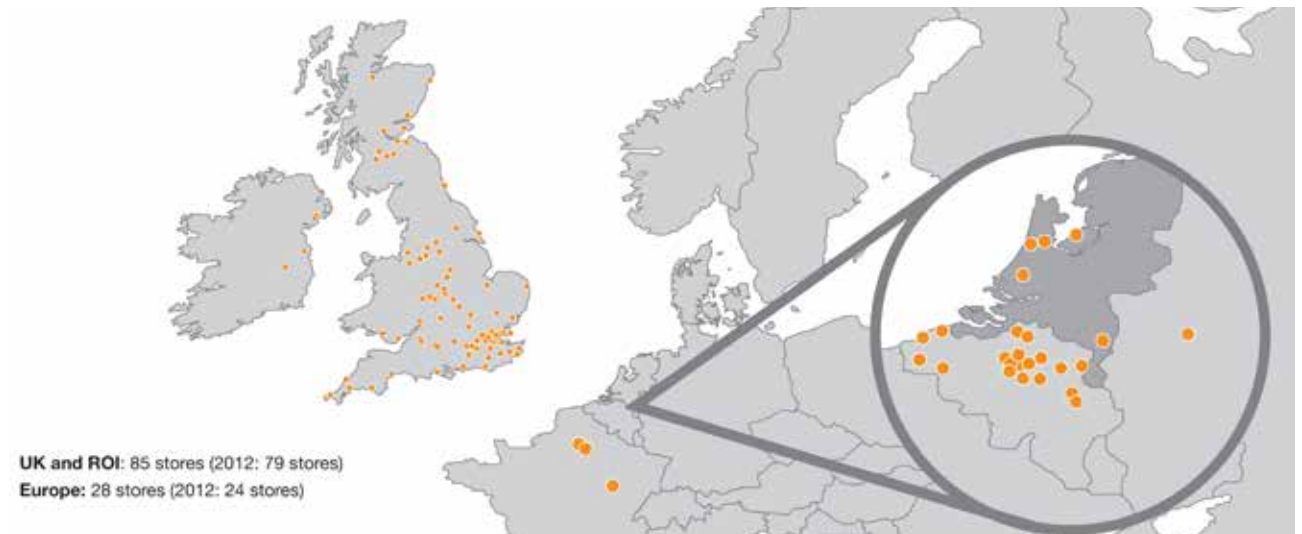 UK and ROI: 85 stores (2012: 79 stores)
Europe: 28 stores (2012: 24 stores)